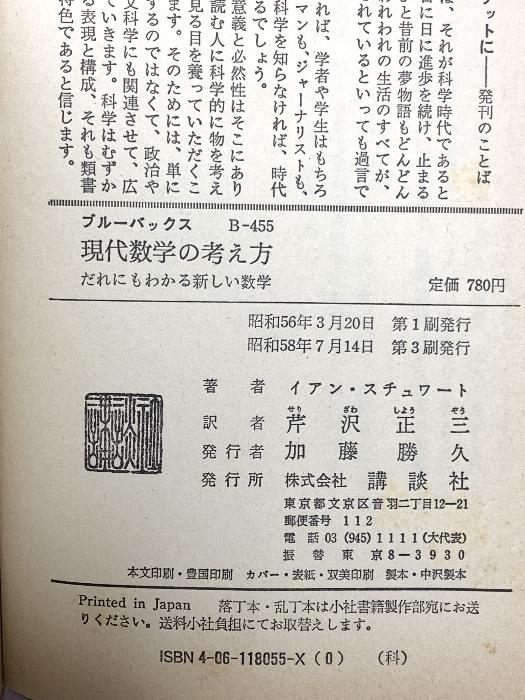 ケットに——発刊のことば
は、それが科学時代であると
に日に進歩を続け、止まる
と昔前の夢物語もどんどん
われわれの生活のすべてが、
されているといっても過言で
れば、学者や学生はもちろ
マンも、ジャーナリストも、
科学を知らなければ、時代
るでしょう。
意義と必然性はそこにあり
読む人に科学的に物を考え
見る目を養っていただくこ
ます。そのためには、単に
するのではなくて、政治や
文科学にも関連させて、広
ていきます。科学はむずか
る表現と構成、それも類書
特色であると信じます。
ブルーバックス B-455
現代数学の考え方
だれにもわかる新しい数学 定価 780円
昭和56年3月20日 第1刷発行
昭和58年7月14日 第3刷発行
著者 イアン・スチュワート
せり ざわ しよう ぞう
訳者 芹沢正三
発行者 加藤勝久
発行所 株式会社 講談社
東京都文京区音羽二丁目12—21
郵便番号 112
電話 03 (945) 1111 (大代表)
振替 東京 8—3930
本文印刷・豊国印刷 カバー・表紙・双美印刷 製本・中沢製本
Printed in Japan 落丁本・乱丁本は小社書籍製作部宛にお送
りください。送料小社負担にてお取替えします。
ISBN 4-06-118055-X (0) (科)